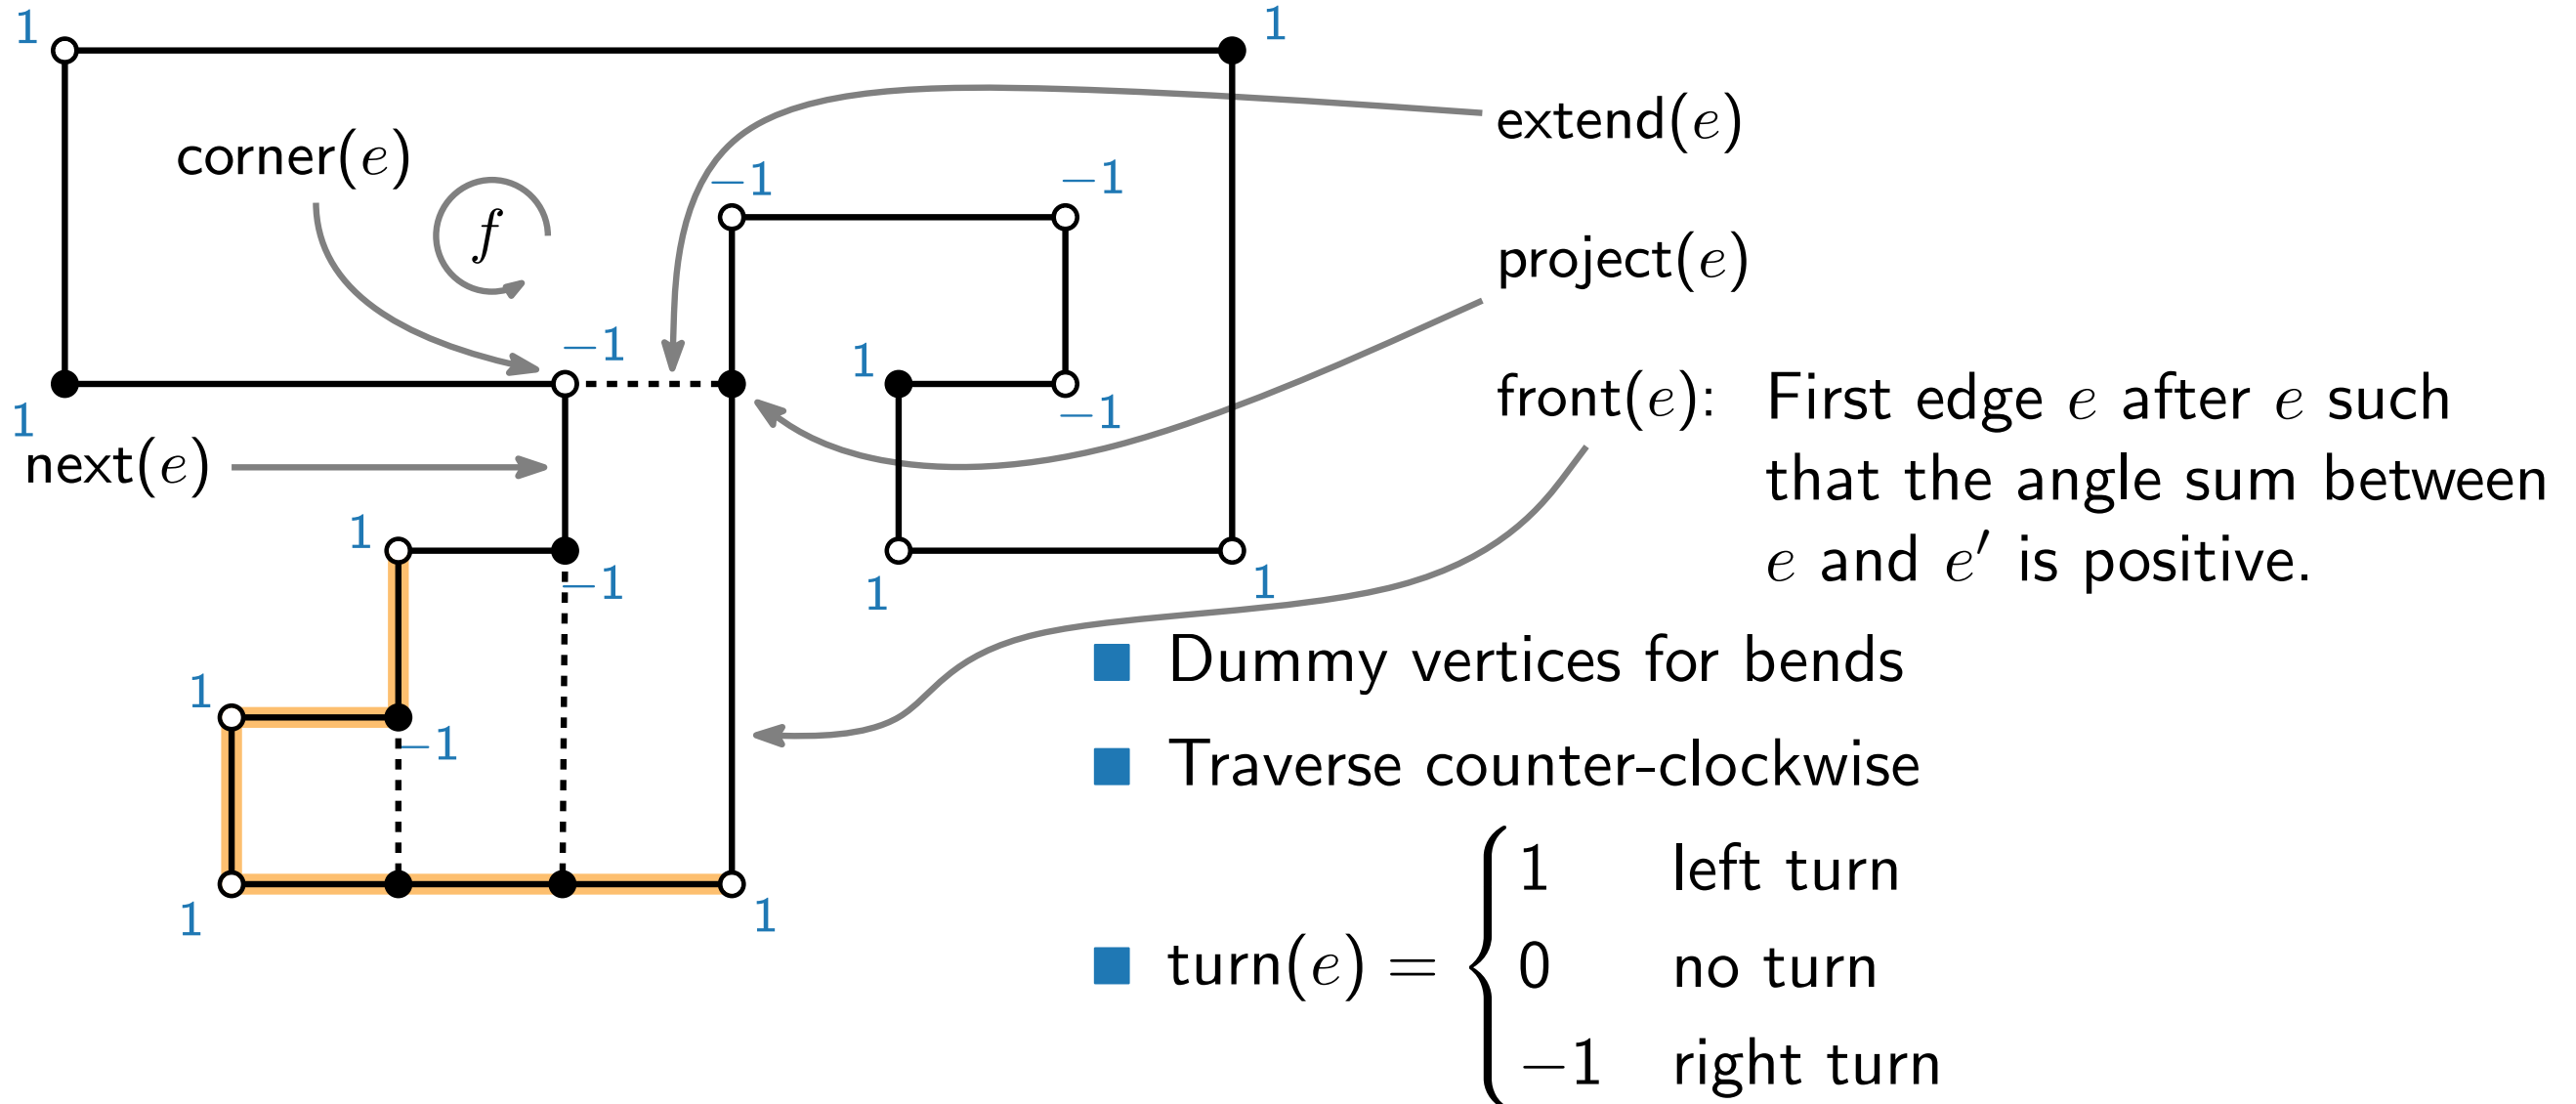 1
1
extend(e)
corner(e)
f
−1
−1
project(e)
−1
1
front(e): First edge e after e such
1
−1
next(e)
that the angle sum between
1
−1
1
1
e and e′ is positive.
1
−1
Dummy vertices for bends
Traverse counter-clockwise
1
1
turn(e) = { 1 left turn
0 no turn
−1 right turn